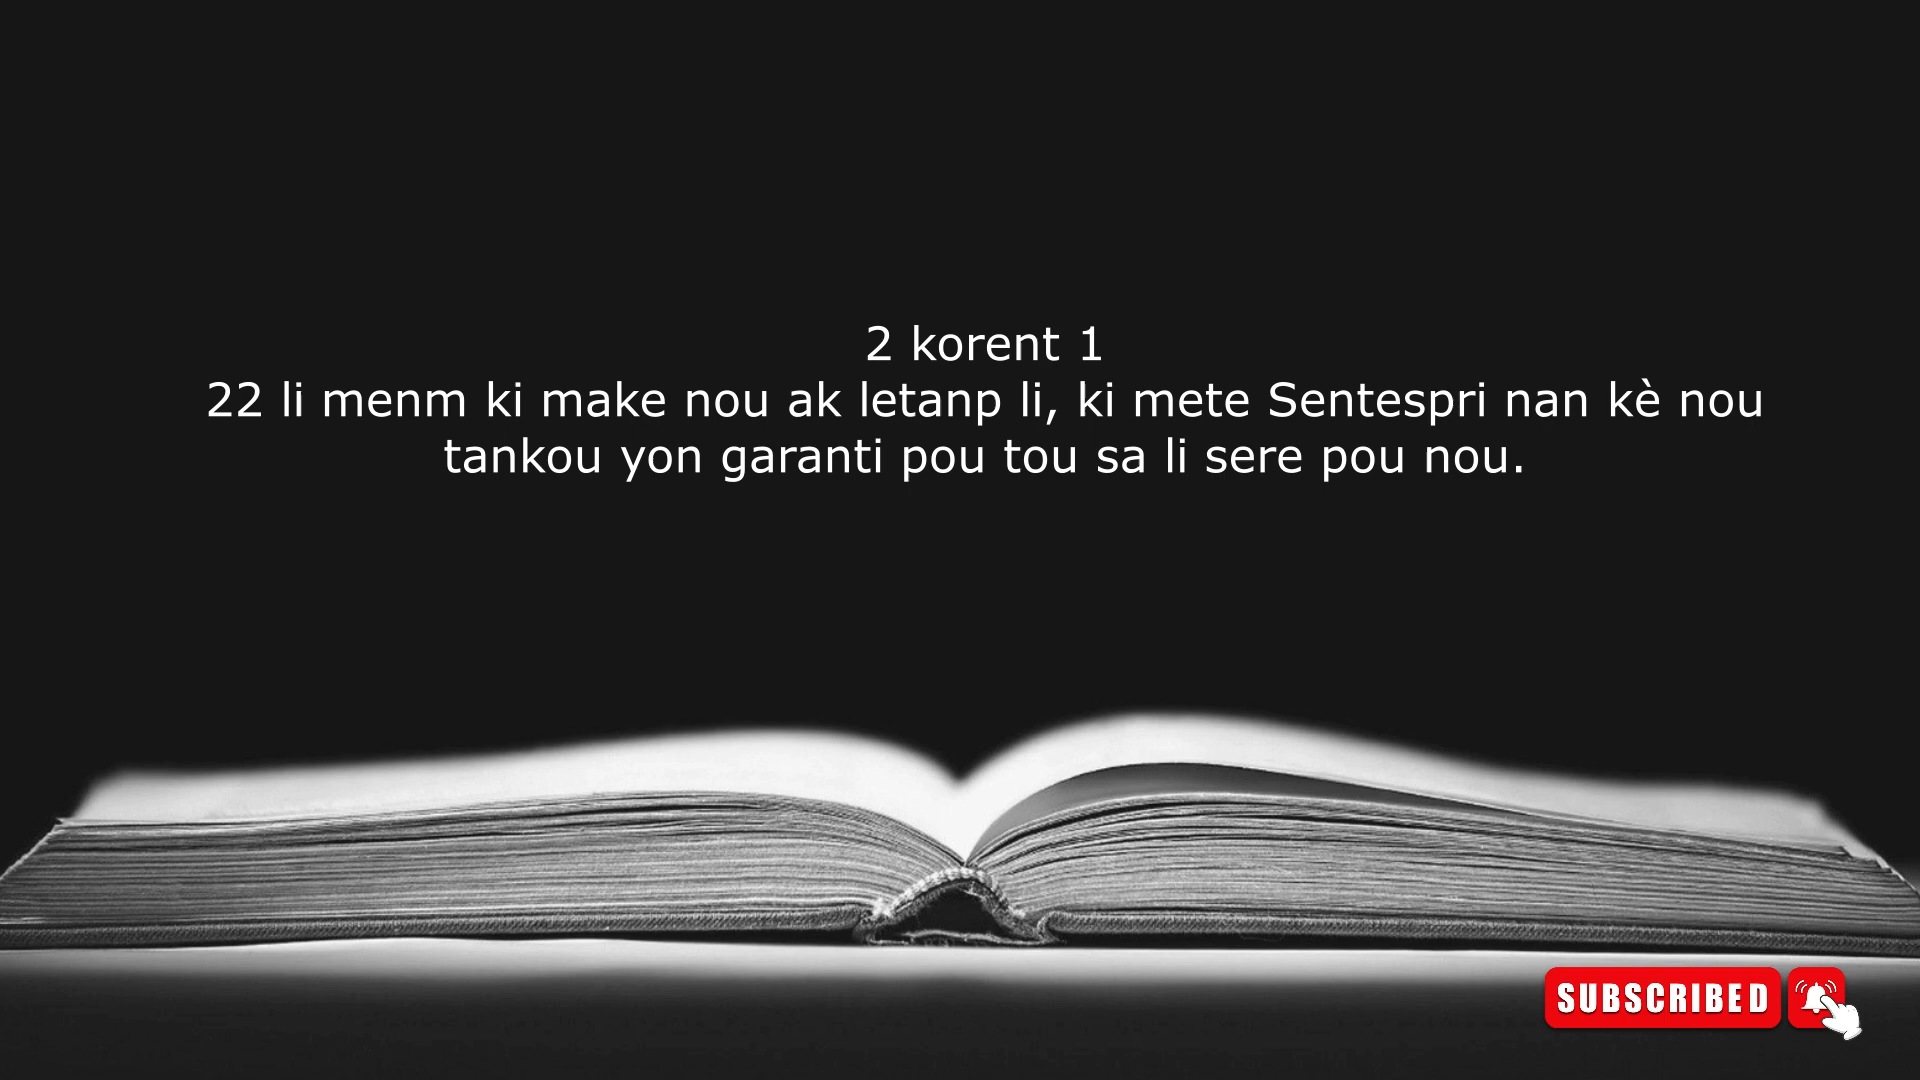 2 korent 1
22 li menm ki make nou ak letanp li, ki mete Sentespri nan kè nou
tankou yon garanti pou tou sa li sere pou nou.
SUBSCRIBED